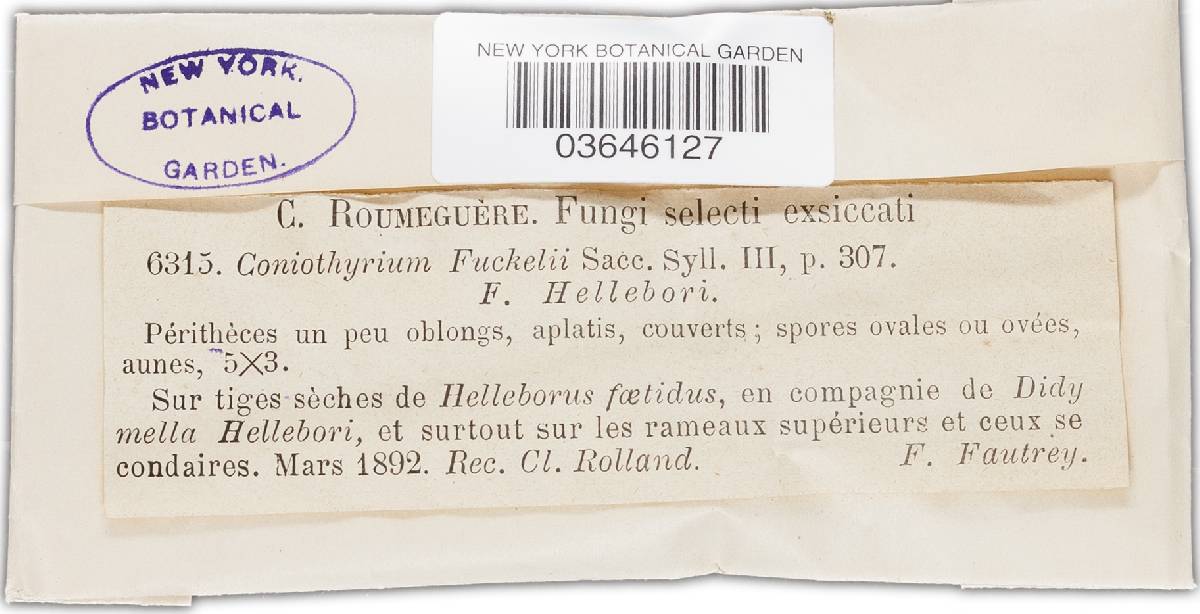 NEW YORK.
BOTANICAL
GARDEN.
NEW YORK BOTANICAL GARDEN
03646127
C. ROUMEGUÈRE. Fungi selecti exsiccati
6315. Coniothyrium Fuckelii Sacc. Syll. III, p. 307.
F. Hellebori.
Périthèces un peu oblongs, aplatis, couverts; spores ovales ou ovées,
aunes, 5×3.
Sur tiges sèches de Helleborus fœtidus, en compagnie de Didy
mella Hellebori, et surtout sur les rameaux supérieurs et ceux se
condaires. Mars 1892. Rec. Cl. Rolland. F. Fautrey.